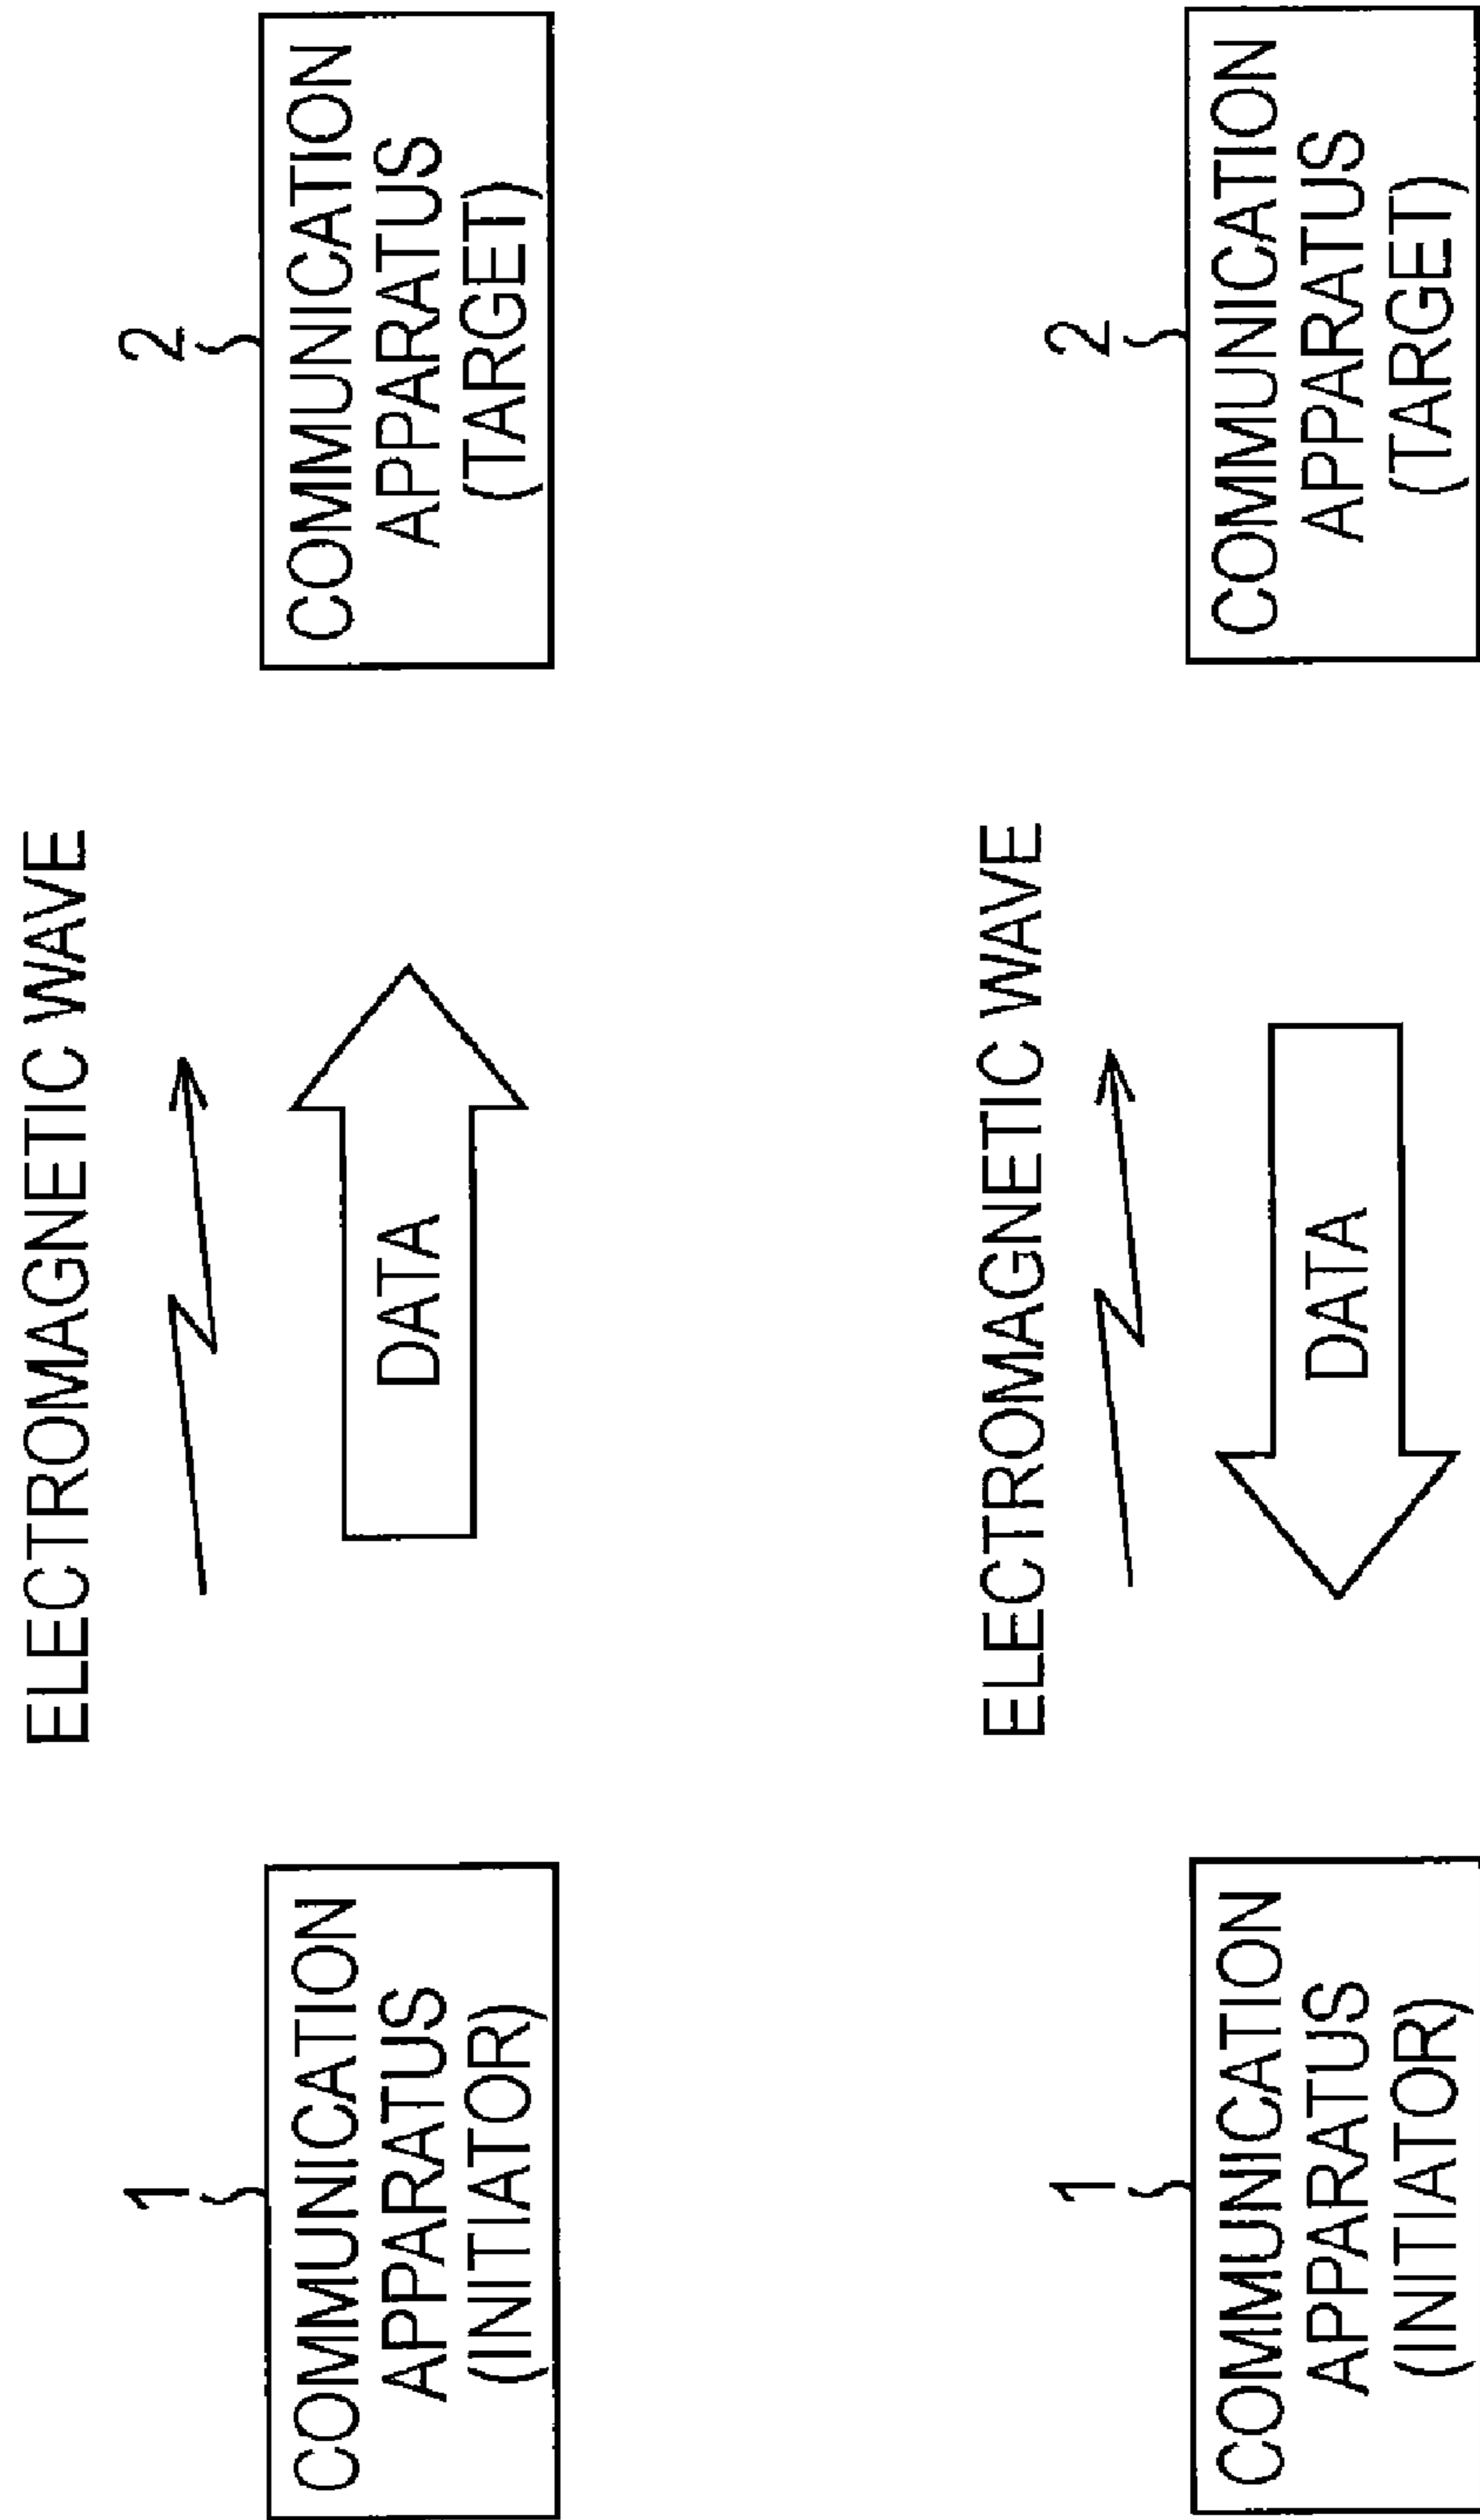 ELECTROMAGNETIC WAVE
1
2
COMMUNICATION
APPARATUS
(INITIATOR)
DATA
COMMUNICATION
APPARATUS
(TARGET)
ELECTROMAGNETIC WAVE
1
2
COMMUNICATION
APPARATUS
(INITIATOR)
DATA
COMMUNICATION
APPARATUS
(TARGET)